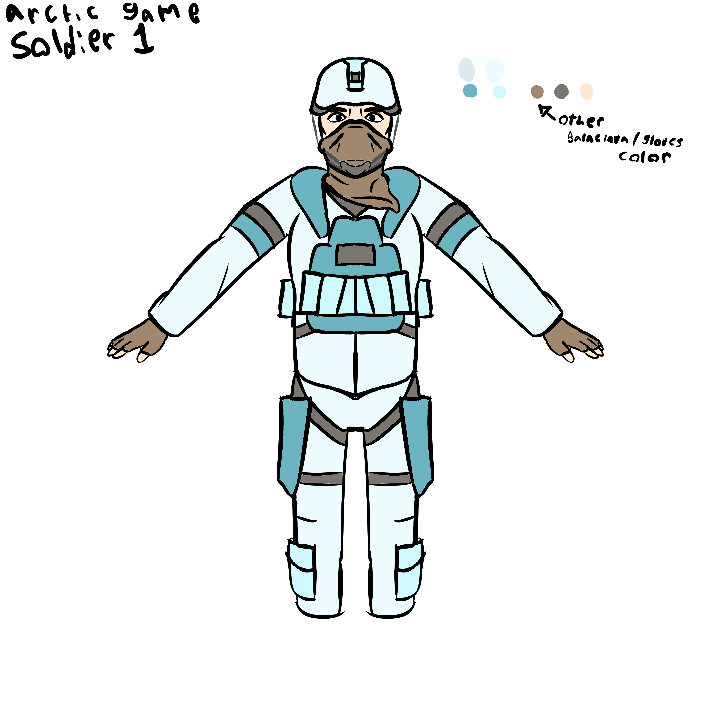 arctic game
Soldier 1
other
Balaclava/gloves
color